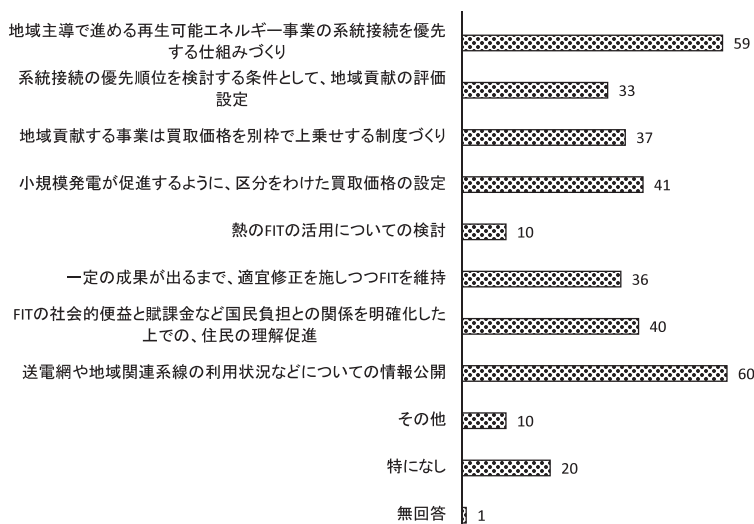 地域主導で進める再生可能エネルギー事業の系統接続を優先
する仕組みづくり
59
系統接続の優先順位を検討する条件として、地域貢献の評価
設定
33
地域貢献する事業は買取価格を別枠で上乗せする制度づくり
37
小規模発電が促進するように、区分をわけた買取価格の設定
41
熱のFITの活用についての検討
10
一定の成果が出るまで、適宜修正を施しつつFITを維持
36
FITの社会的便益と賦課金など国民負担との関係を明確化した
上での、住民の理解促進
40
送電網や地域関連系線の利用状況などについての情報公開
60
その他
10
特になし
20
無回答
1